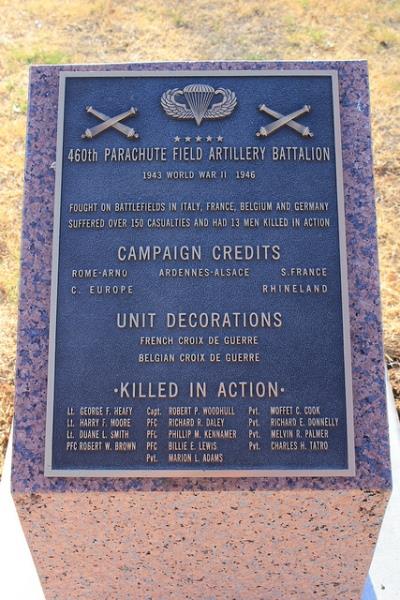 ★★★★★
460th PARACHUTE FIELD ARTILLERY BATTALION
1943 WORLD WAR II 1946
FOUGHT ON BATTLEFIELDS IN ITALY, FRANCE, BELGIUM AND GERMANY
SUFFERED OVER 150 CASUALTIES AND HAD 13 MEN KILLED IN ACTION
CAMPAIGN CREDITS
ROME-ARNO ARDENNES-ALSACE S.FRANCE
C. EUROPE RHINELAND
UNIT DECORATIONS
FRENCH CROIX DE GUERRE
BELGIAN CROIX DE GUERRE
·KILLED IN ACTION·
Lt. GEORGE F. HEAFY Capt. ROBERT P. WOODHULL Pvt. MOFFET C. COOK
Lt. HARRY F. MOORE PFC RICHARD R. DALEY Pvt. RICHARD E. DONNELLY
Lt. DUANE L. SMITH PFC PHILLIP M. KENNAMER Pvt. MELVIN R. PALMER
PFC ROBERT W. BROWN PFC BILLIE E. LEWIS Pvt. CHARLES H. TATRO
Pvt. MARION L. ADAMS